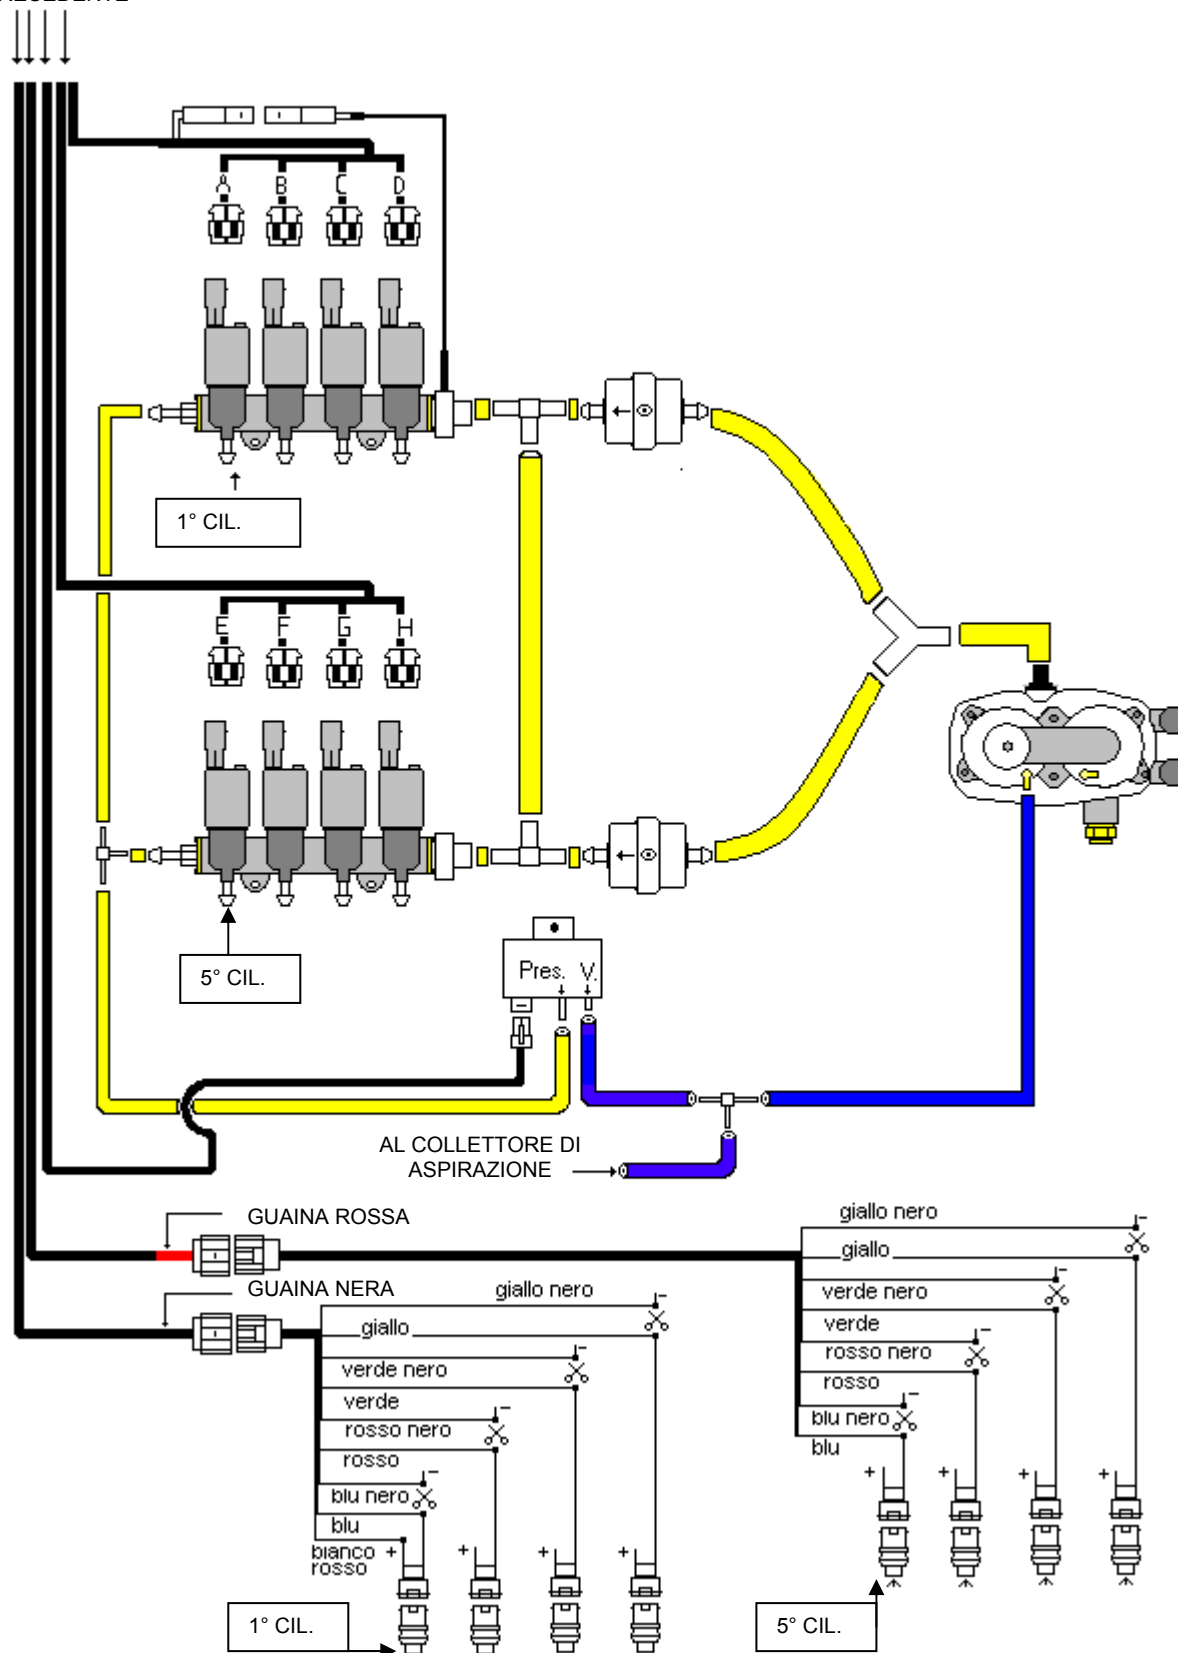 A B C D
1° CIL.
E F G H
5° CIL.
Pres. V.
AL COLLETTORE DI
ASPIRAZIONE
GUAINA ROSSA
giallo nero
giallo
verde nero
verde
rosso nero
rosso
blu nero
blu
+ + + +
5° CIL.
GUAINA NERA
giallo nero
giallo
verde nero
verde
rosso nero
rosso
blu nero
blu
bianco
rosso
+ + + +
1° CIL.